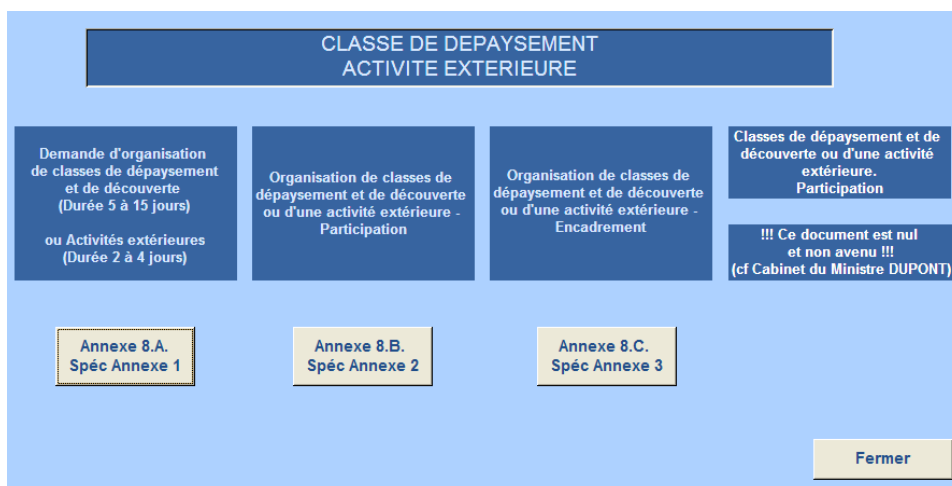 CLASSE DE DEPAYSEMENT
ACTIVITE EXTERIEURE
Demande d'organisation
de classes de dépaysement
et de découverte
(Durée 5 à 15 jours)
ou Activités extérieures
(Durée 2 à 4 jours)
Organisation de classes de
dépaysement et de découverte
ou d'une activité extérieure -
Participation
Organisation de classes de
dépaysement et de découverte
ou d'une activité extérieure -
Encadrement
Classes de dépaysement et de
découverte ou d'une activité
extérieure.
Participation
!!! Ce document est nul
et non avenu !!!
(cf Cabinet du Ministre DUPONT)
Annexe 8.A.
Spéc Annexe 1
Annexe 8.B.
Spéc Annexe 2
Annexe 8.C.
Spéc Annexe 3
Fermer